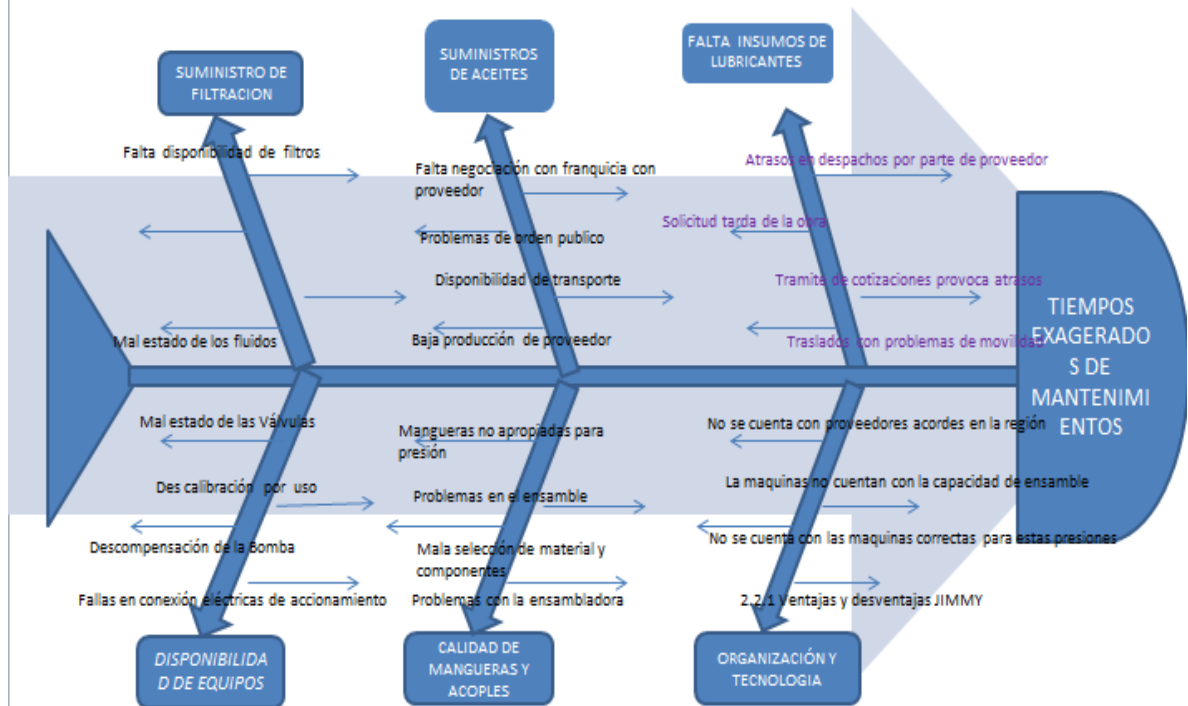 SUMINISTRO DE
FILTRACION
SUMINISTROS
DE ACEITES
FALTA INSUMOS DE
LUBRICANTES
Falta disponibilidad de filtros
Mal estado de los fluidos
Falta negociación con franquicia con
proveedor
Problemas de orden publico
Disponibilidad de transporte
Baja producción de proveedor
Atrasos en despachos por parte de proveedor
Solicitud tarda de la obra
Tramite de cotizaciones provoca atrasos
Traslados con problemas de movilidad
TIEMPOS
EXAGERADO
S DE
MANTENIMI
ENTOS
Mal estado de las Válvulas
Des calibración por uso
Descompensación de la Bomba
Fallas en conexión eléctricas de accionamiento
Mangueras no apropiadas para
presión
Problemas en el ensamble
Mala selección de material y
componentes
Problemas con la ensambladora
No se cuenta con proveedores acordes en la región
La maquinas no cuentan con la capacidad de ensamble
No se cuenta con las maquinas correctas para estas presiones
2.2.1 Ventajas y desventajas JIMMY
DISPONIBILIDA
D DE EQUIPOS
CALIDAD DE
MANGUERAS Y
ACOPLES
ORGANIZACIÓN Y
TECNOLOGIA